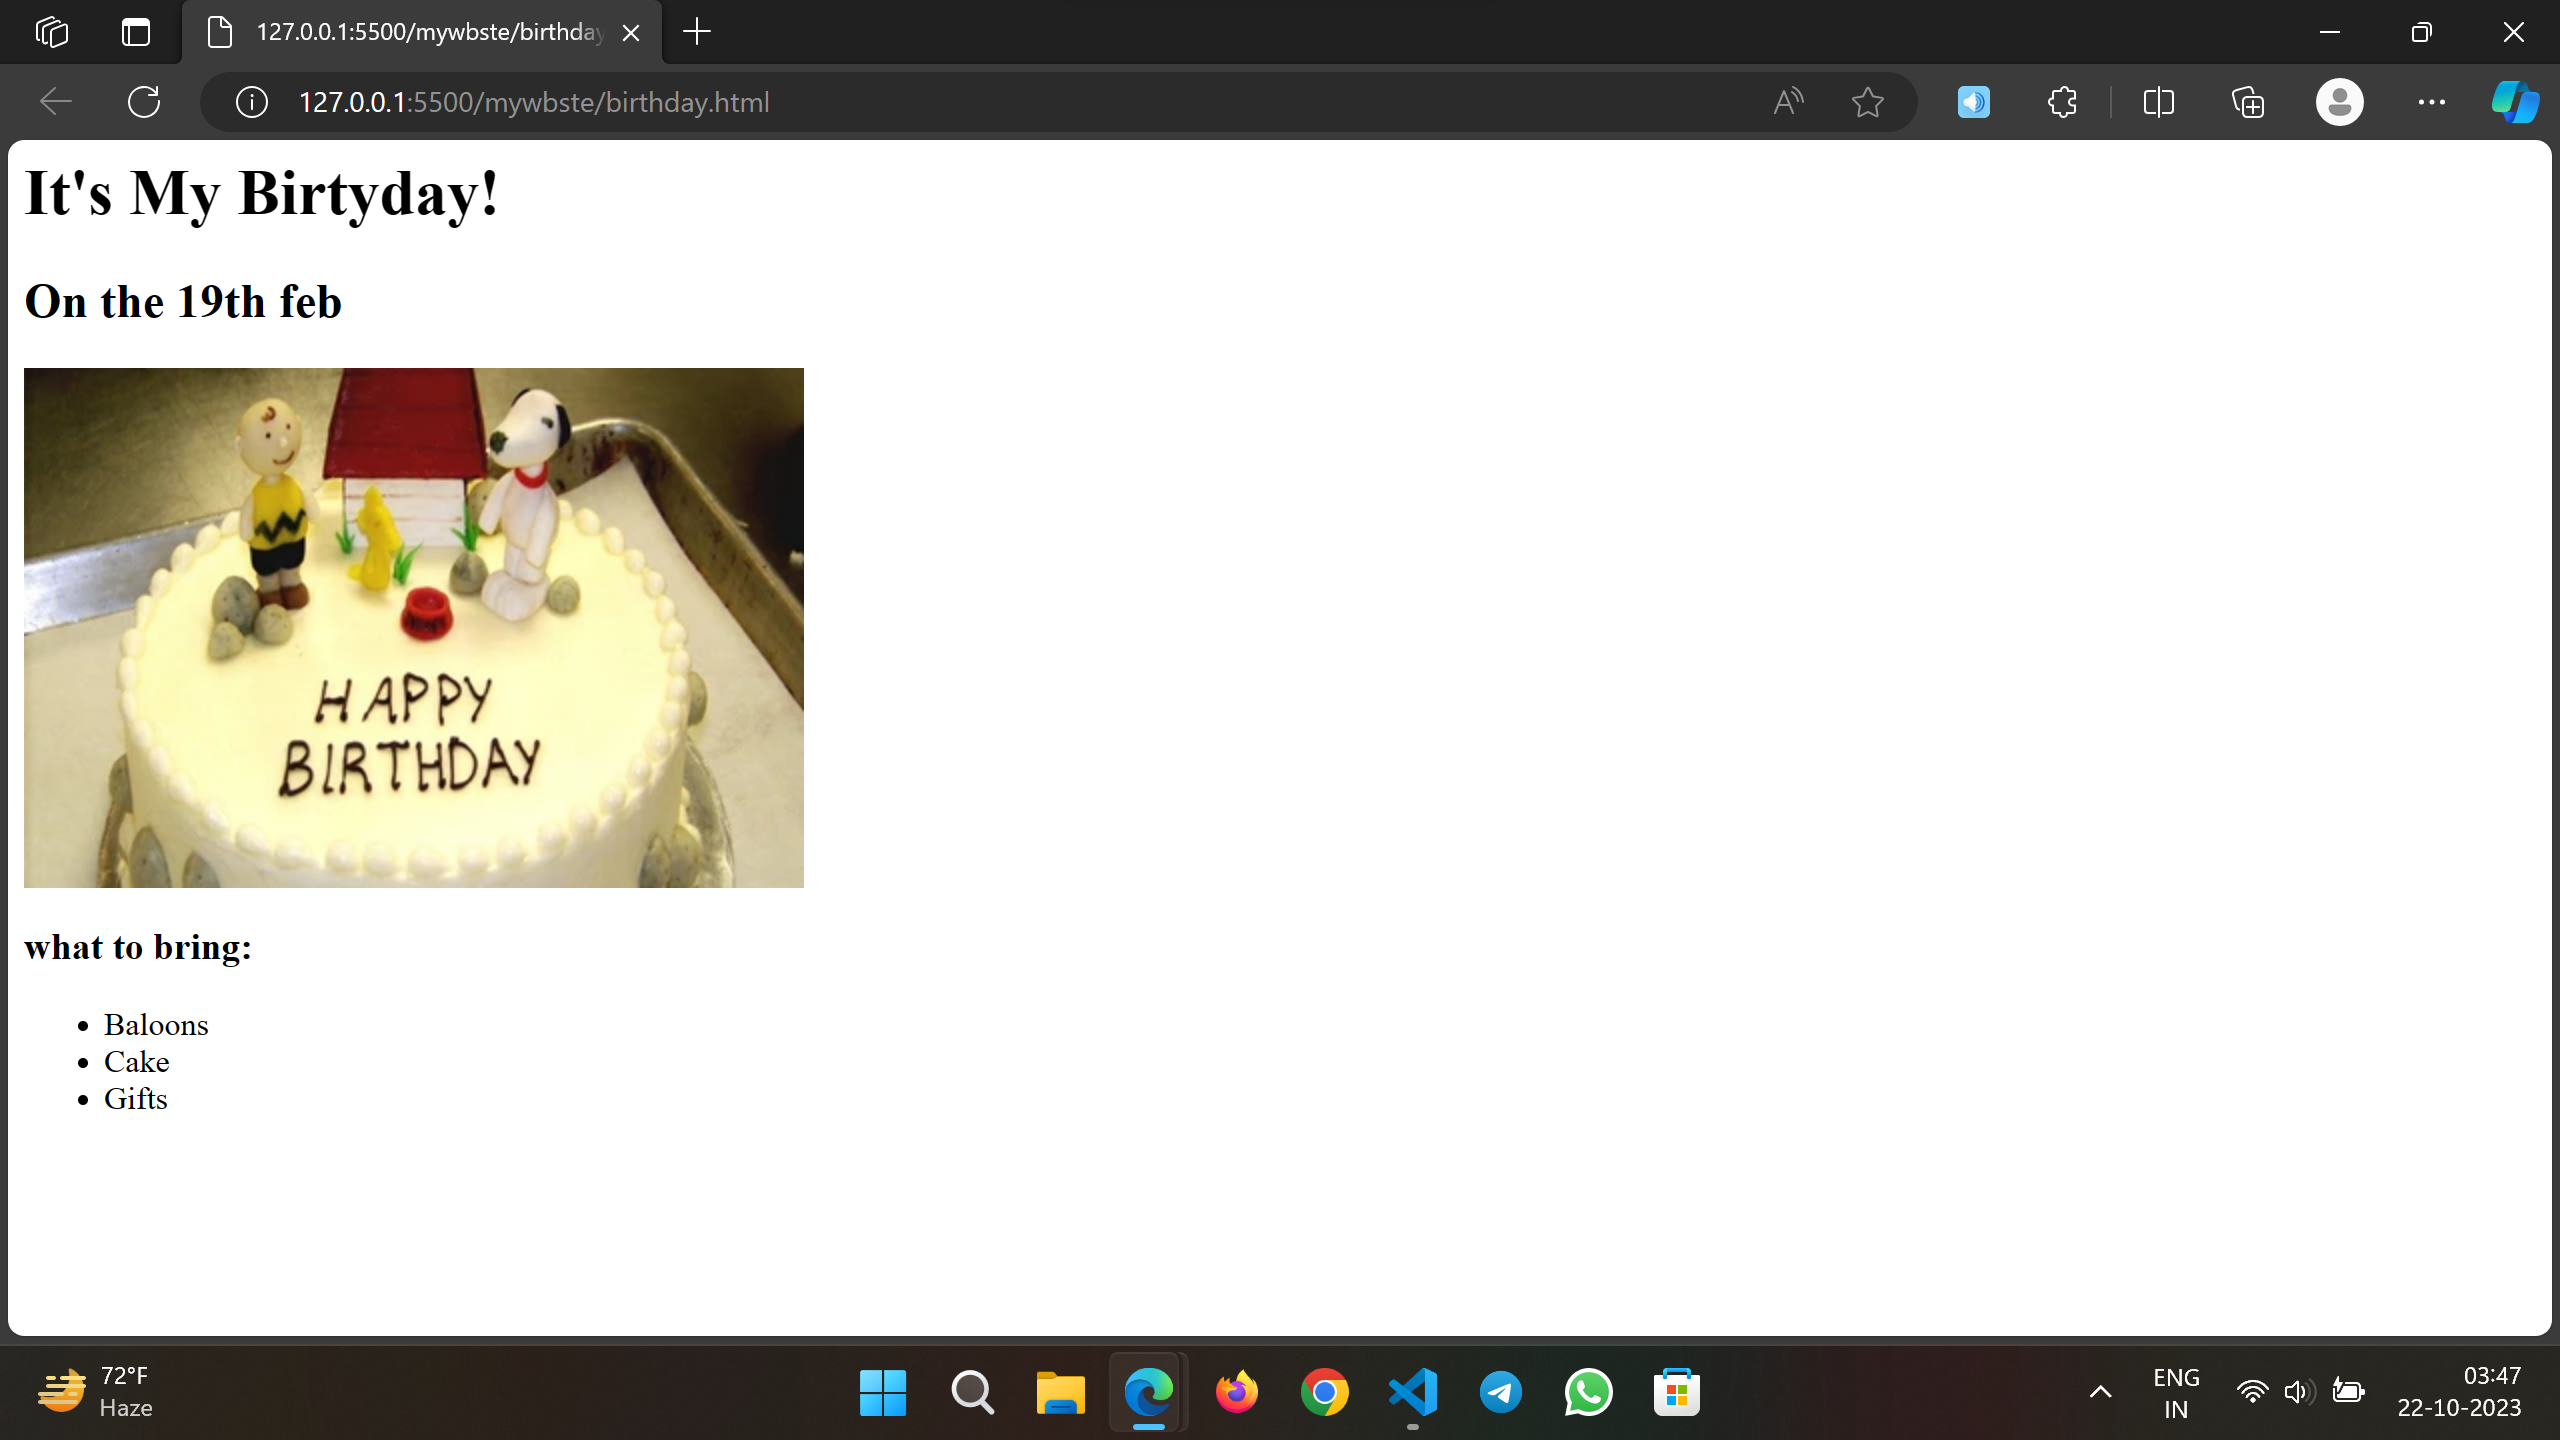 127.0.0.1:5500/mywbste/birthday
127.0.0.1:5500/mywbste/birthday.html
It's My Birtyday!
On the 19th feb
HAPPY
BIRTHDAY
what to bring:
Baloons
Cake
Gifts
72°F
Haze
ENG
IN
03:47
22-10-2023